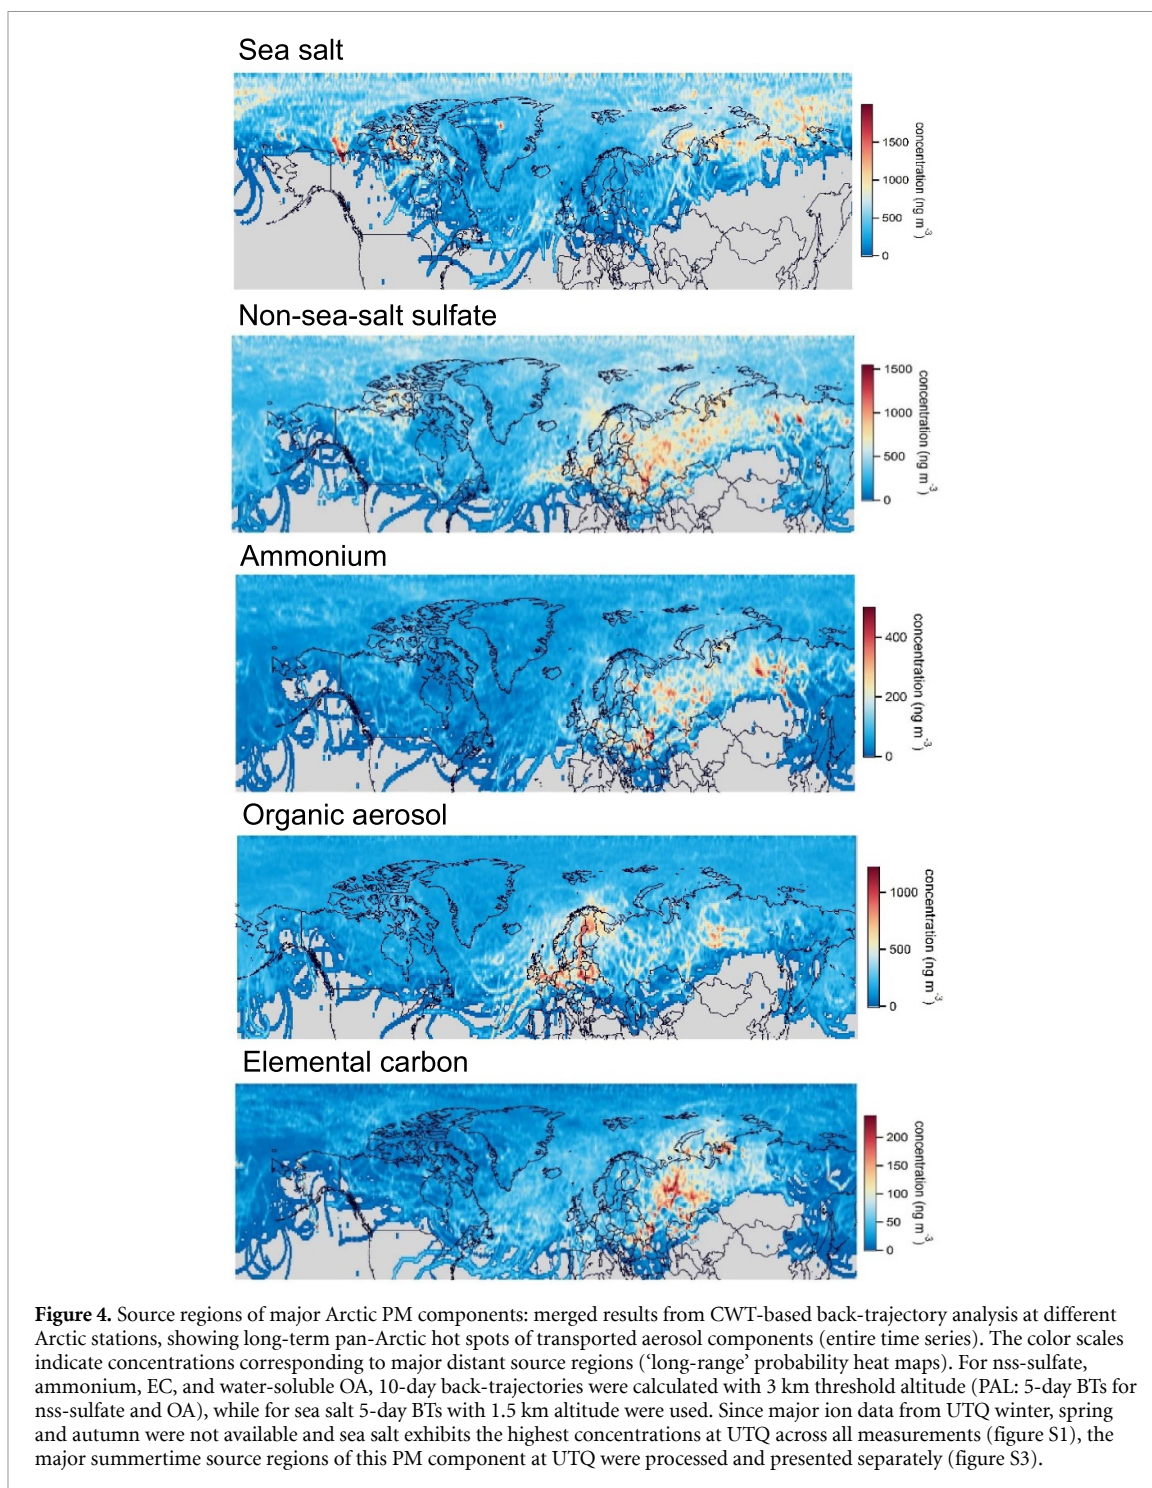 Sea salt
1500
1000
500
0
concentration (ng m-3)
Non-sea-salt sulfate
1500
1000
500
0
concentration (ng m-3)
Ammonium
400
200
0
concentration (ng m-3)
Organic aerosol
1000
500
0
concentration (ng m-3)
Elemental carbon
200
150
100
50
0
concentration (ng m-3)
Figure 4. Source regions of major Arctic PM components: merged results from CWT-based back-trajectory analysis at different
Arctic stations, showing long-term pan-Arctic hot spots of transported aerosol components (entire time series). The color scales
indicate concentrations corresponding to major distant source regions (‘long-range’ probability heat maps). For nss-sulfate,
ammonium, EC, and water-soluble OA, 10-day back-trajectories were calculated with 3 km threshold altitude (PAL: 5-day BTs for
nss-sulfate and OA), while for sea salt 5-day BTs with 1.5 km altitude were used. Since major ion data from UTQ winter, spring
and autumn were not available and sea salt exhibits the highest concentrations at UTQ across all measurements (figure S1), the
major summertime source regions of this PM component at UTQ were processed and presented separately (figure S3).